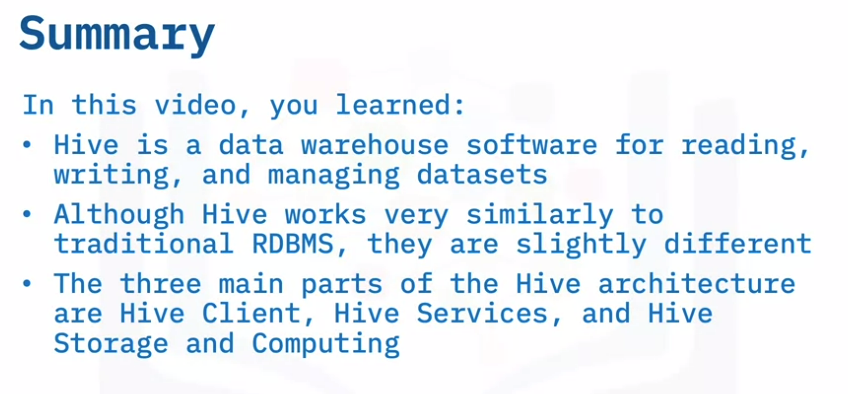 Summary
In this video, you learned:
• Hive is a data warehouse software for reading,
writing, and managing datasets
• Although Hive works very similarly to
traditional RDBMS, they are slightly different
• The three main parts of the Hive architecture
are Hive Client, Hive Services, and Hive
Storage and Computing